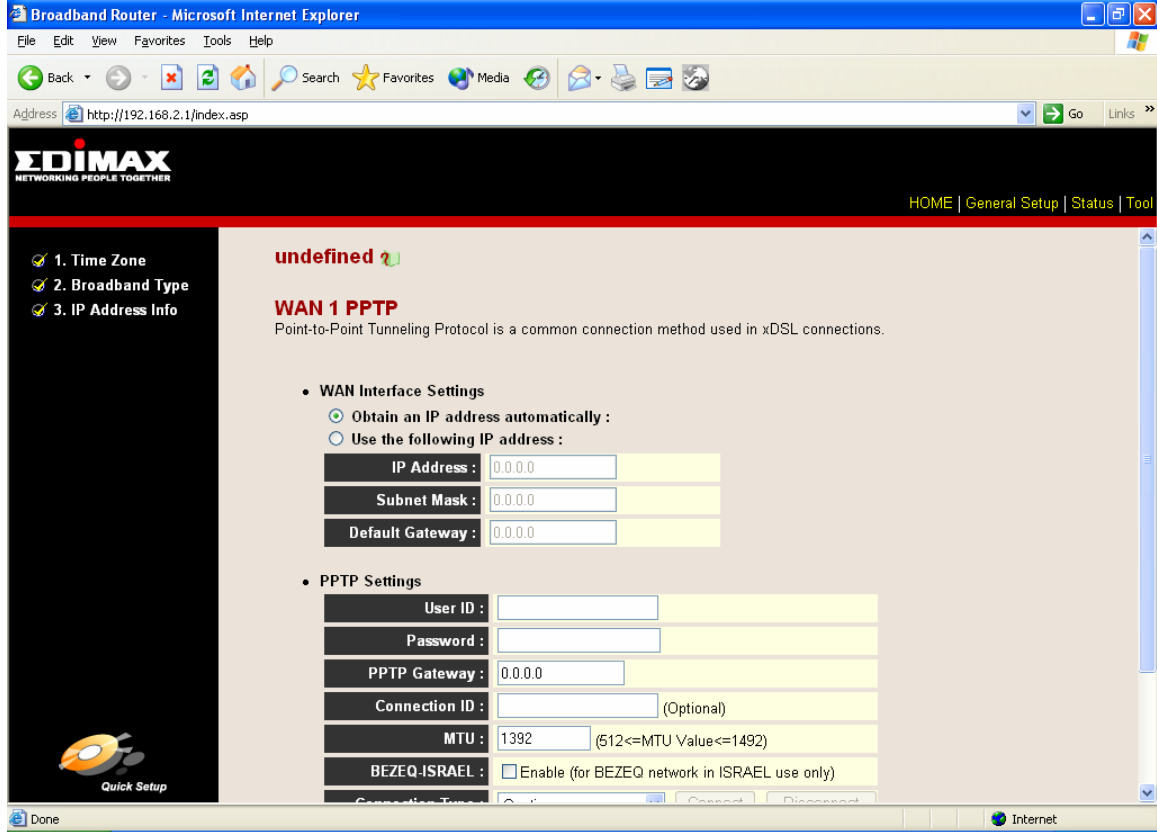 Broadband Router - Microsoft Internet Explorer
File Edit View Favorites Tools Help
Back Search Favorites Media
Address http://192.168.2.1/index.asp Go Links »
EDIMAX
NETWORKING PEOPLE TOGETHER
HOME | General Setup | Status | Tool
1. Time Zone
2. Broadband Type
3. IP Address Info
Quick Setup
undefined
WAN 1 PPTP
Point-to-Point Tunneling Protocol is a common connection method used in xDSL connections.
• WAN Interface Settings
Obtain an IP address automatically :
Use the following IP address :
IP Address : 0.0.0.0
Subnet Mask : 0.0.0.0
Default Gateway : 0.0.0.0
• PPTP Settings
User ID :
Password :
PPTP Gateway : 0.0.0.0
Connection ID : (Optional)
MTU : 1392 (512<=MTU Value<=1492)
BEZEQ-ISRAEL : Enable (for BEZEQ network in ISRAEL use only)
Connection Type : Connect Disconnect
Done Internet